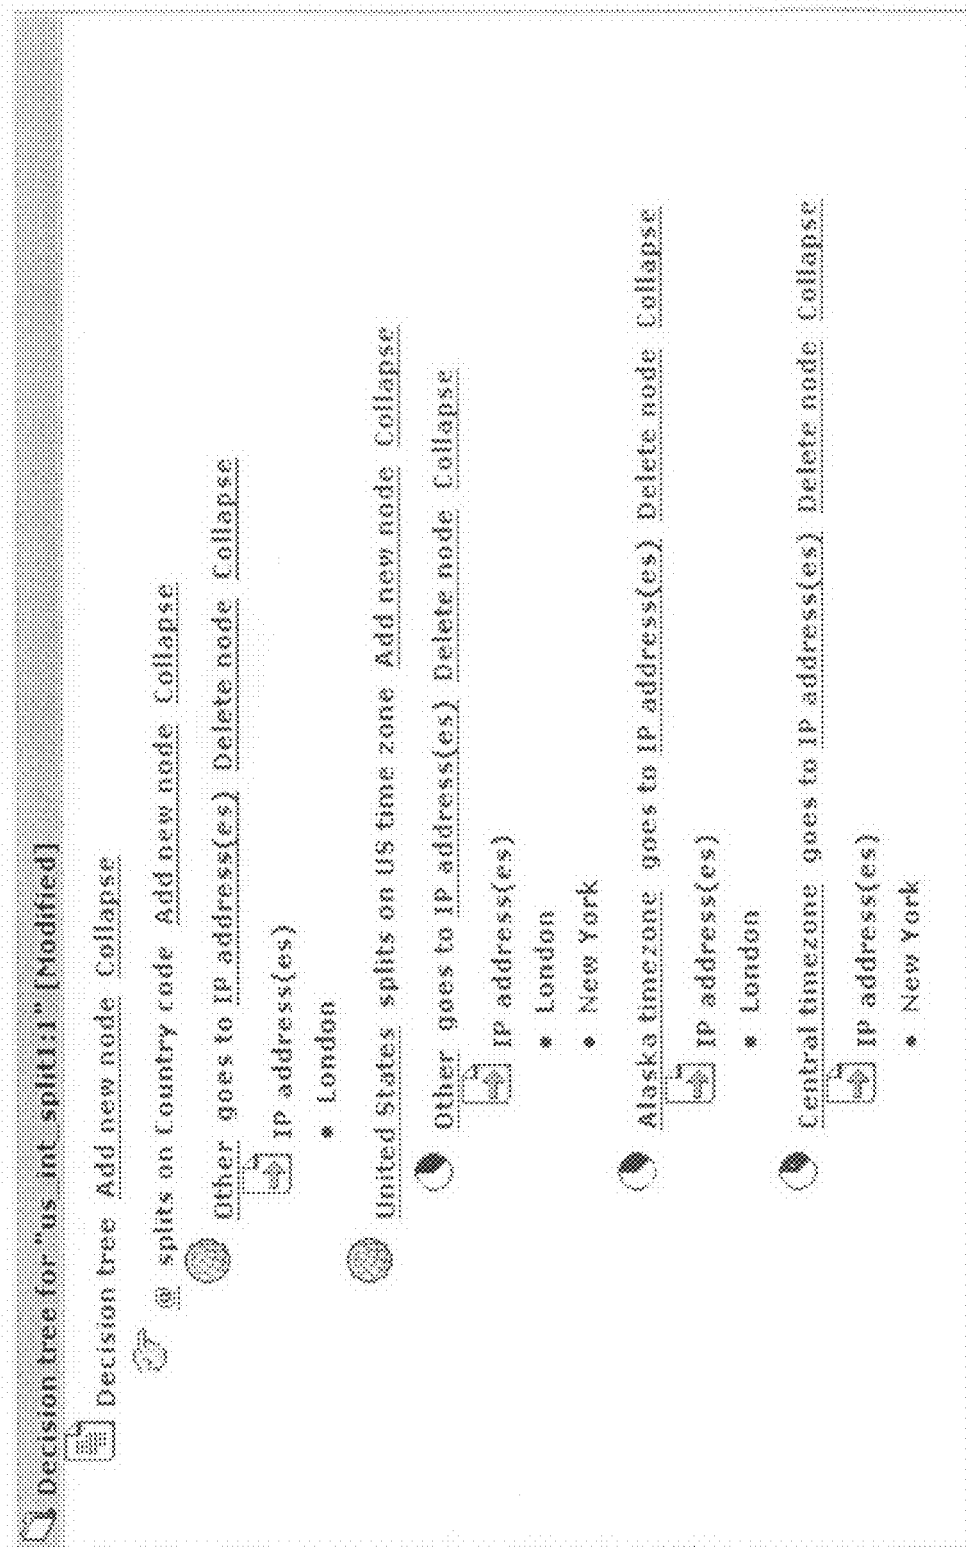 Decision tree for "us_int_split1:1" [Modified]
Decision tree Add new node Collapse
@ splits on Country code Add new node Collapse
Other goes to IP address(es) Delete node Collapse
IP address(es)
• London
United States splits on US time zone Add new node Collapse
Other goes to IP address(es) Delete node Collapse
IP address(es)
• London
• New York
Alaska timezone goes to IP address(es) Delete node Collapse
IP address(es)
• London
Central timezone goes to IP address(es) Delete node Collapse
IP address(es)
• New York